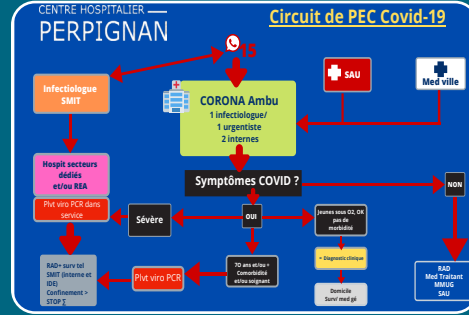 CENTRE HOSPITALIER
PERPIGNAN
Circuit de PEC Covid-19
15
Infectiologue
SMIT
CORONA Ambu
1 infectiologue/
1 urgentiste
2 internes
SAU
Med ville
Hospit secteurs
dédiés
et/ou REA
Plvt viro PCR dans
service
Symptômes COVID ?
NON
Sévère
OUI
Jeunes sous O2, OK
pas de
morbidité
= Diagnostic clinique
Domicile
Surv/ med gé
70 ans et/ou =
Comorbidité
et/ou soignant
Plvt viro PCR
RAD+ surv tel
SMIT (interne et
IDE)
Confinement >
STOP ∑
RAD
Med Traitant
MMUG
SAU